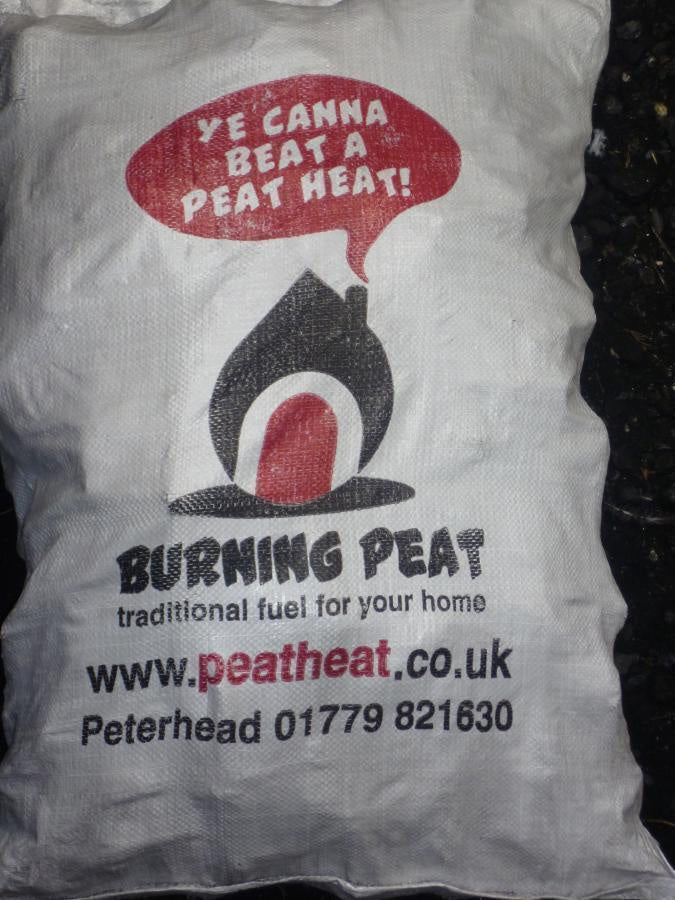 YE CANNA
BEAT A
PEAT HEAT!
BURNING PEAT
traditional fuel for your home
www.peatheat.co.uk
Peterhead 01779 821630